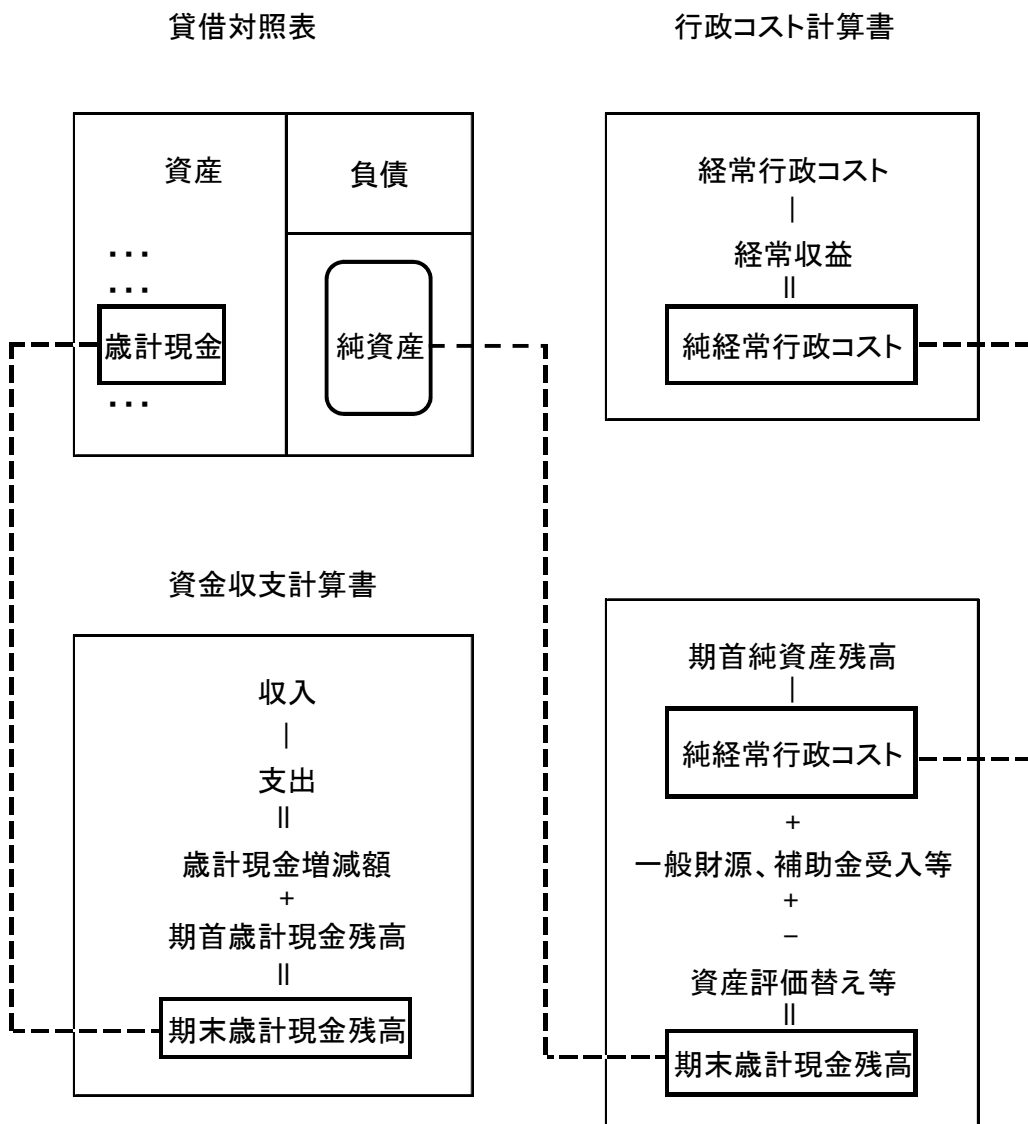 貸借対照表
行政コスト計算書
資産
負債
・・・
・・・
歳計現金
・・・
純資産
経常行政コスト
|
経常収益
||
純経常行政コスト
資金収支計算書
収入
|
支出
||
歳計現金増減額
+
期首歳計現金残高
||
期末歳計現金残高
期首純資産残高
|
純経常行政コスト
+
一般財源、補助金受入等
+
−
資産評価替え等
||
期末歳計現金残高